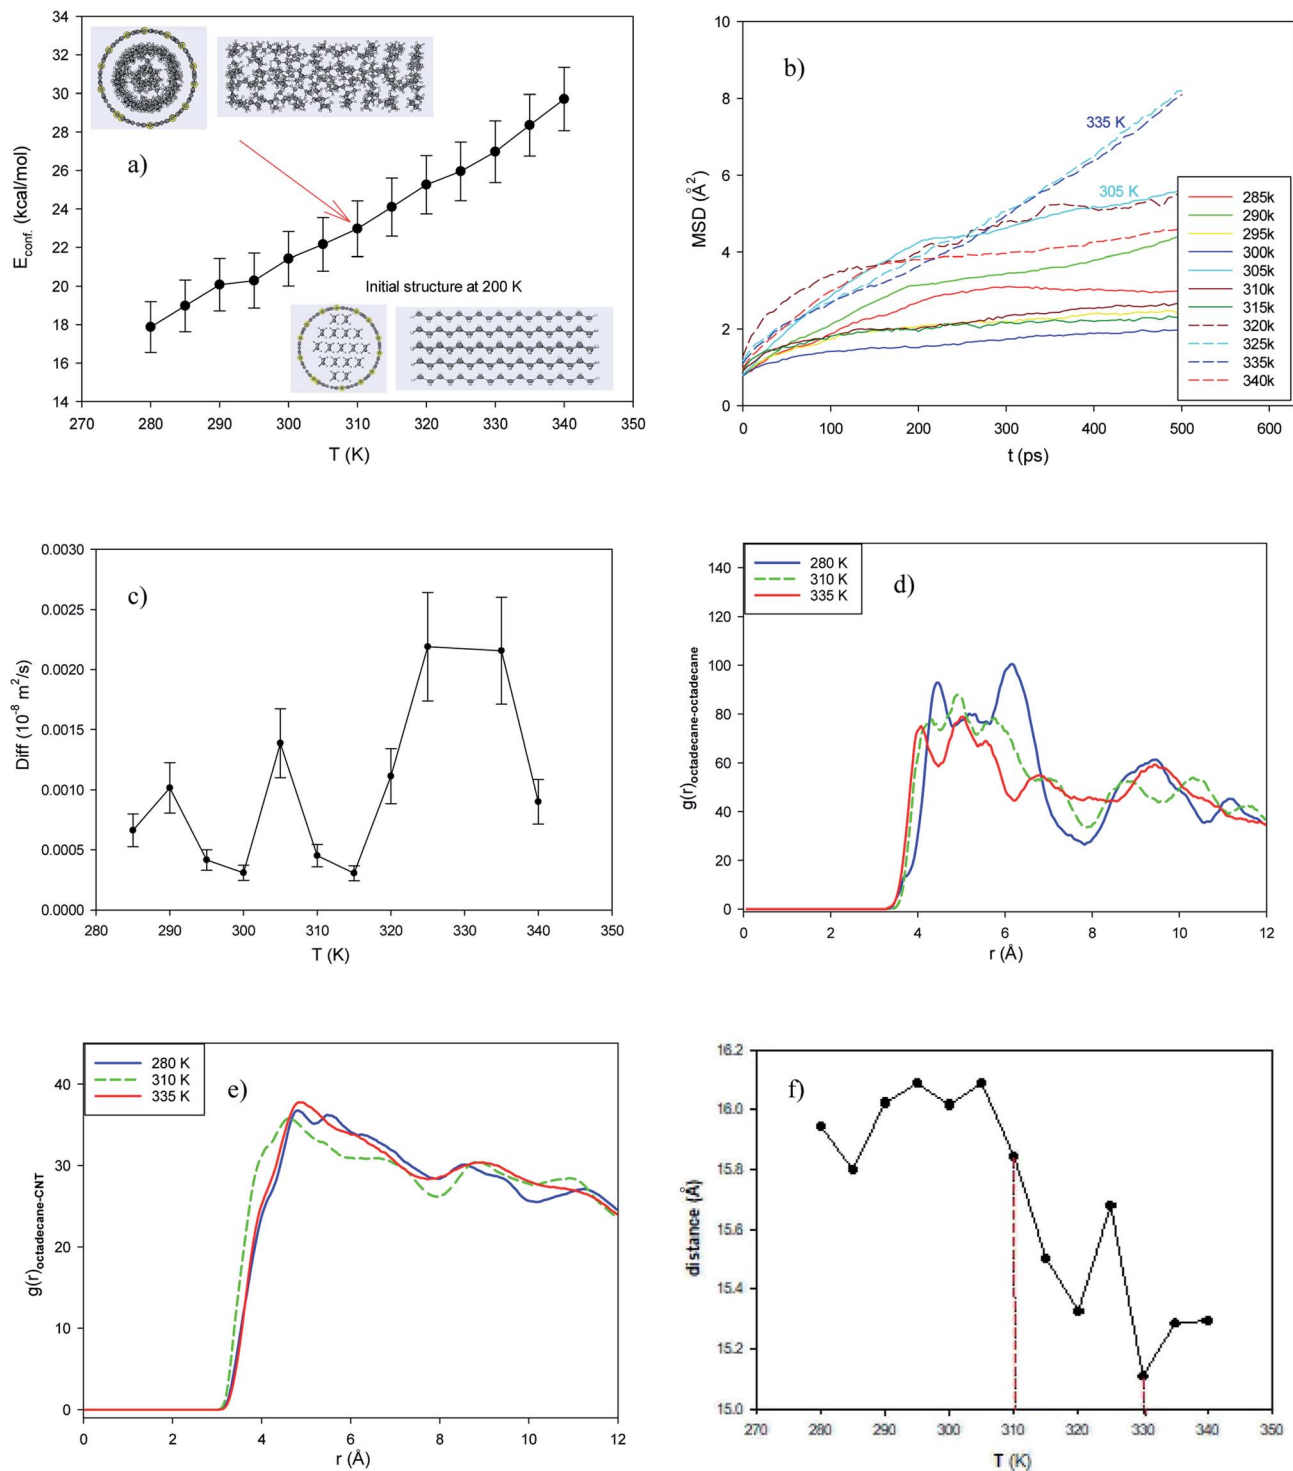 34
32
30
28
26
24
22
20
18
16
14
E_conf. (kcal/mol)
a)
Initial structure at 200 K
270 280 290 300 310 320 330 340 350
T (K)
10
8
6
4
2
0
MSD (Å²)
b)
335 K
305 K
285k
290k
295k
300k
305k
310k
315k
320k
325k
335k
340k
0 100 200 300 400 500 600
t (ps)
0.0030
0.0025
0.0020
0.0015
0.0010
0.0005
0.0000
Diff (10⁻⁸ m²/s)
c)
280 290 300 310 320 330 340 350
T (K)
280 K
310 K
335 K
d)
140
120
100
80
60
40
20
0
g(r)octadecane-octadecane
0 2 4 6 8 10 12
r (Å)
280 K
310 K
335 K
e)
40
30
20
10
0
g(r)octadecane-CNT
0 2 4 6 8 10 12
r (Å)
16.2
16.0
15.8
15.6
15.4
15.2
15.0
distance (Å)
f)
270 280 290 300 310 320 330 340 350
T (K)